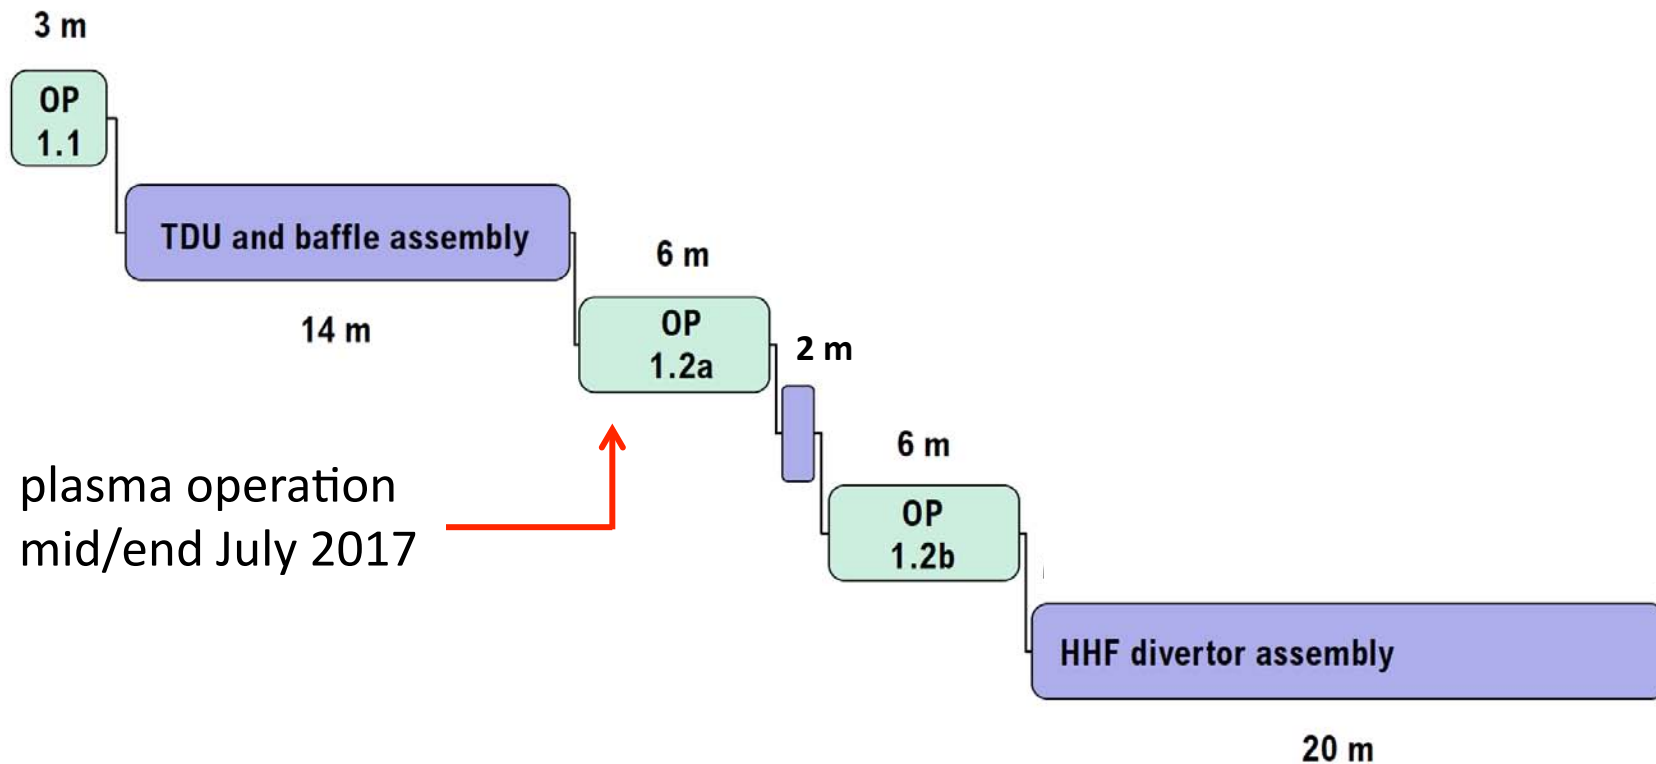 3 m
OP
1.1
TDU and baffle assembly
14 m
6 m
OP
1.2a
2 m
plasma operation
mid/end July 2017
6 m
OP
1.2b
HHF divertor assembly
20 m